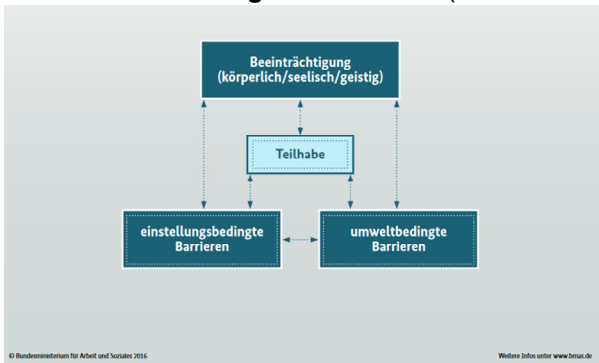 Beeinträchtigung
(körperlich/seelisch/geistig)
Teilhabe
einstellungsbedingte
Barrieren
umweltbedingte
Barrieren
© Bundesministerium für Arbeit und Soziales 2016
Weitere Infos unter www.bmas.de